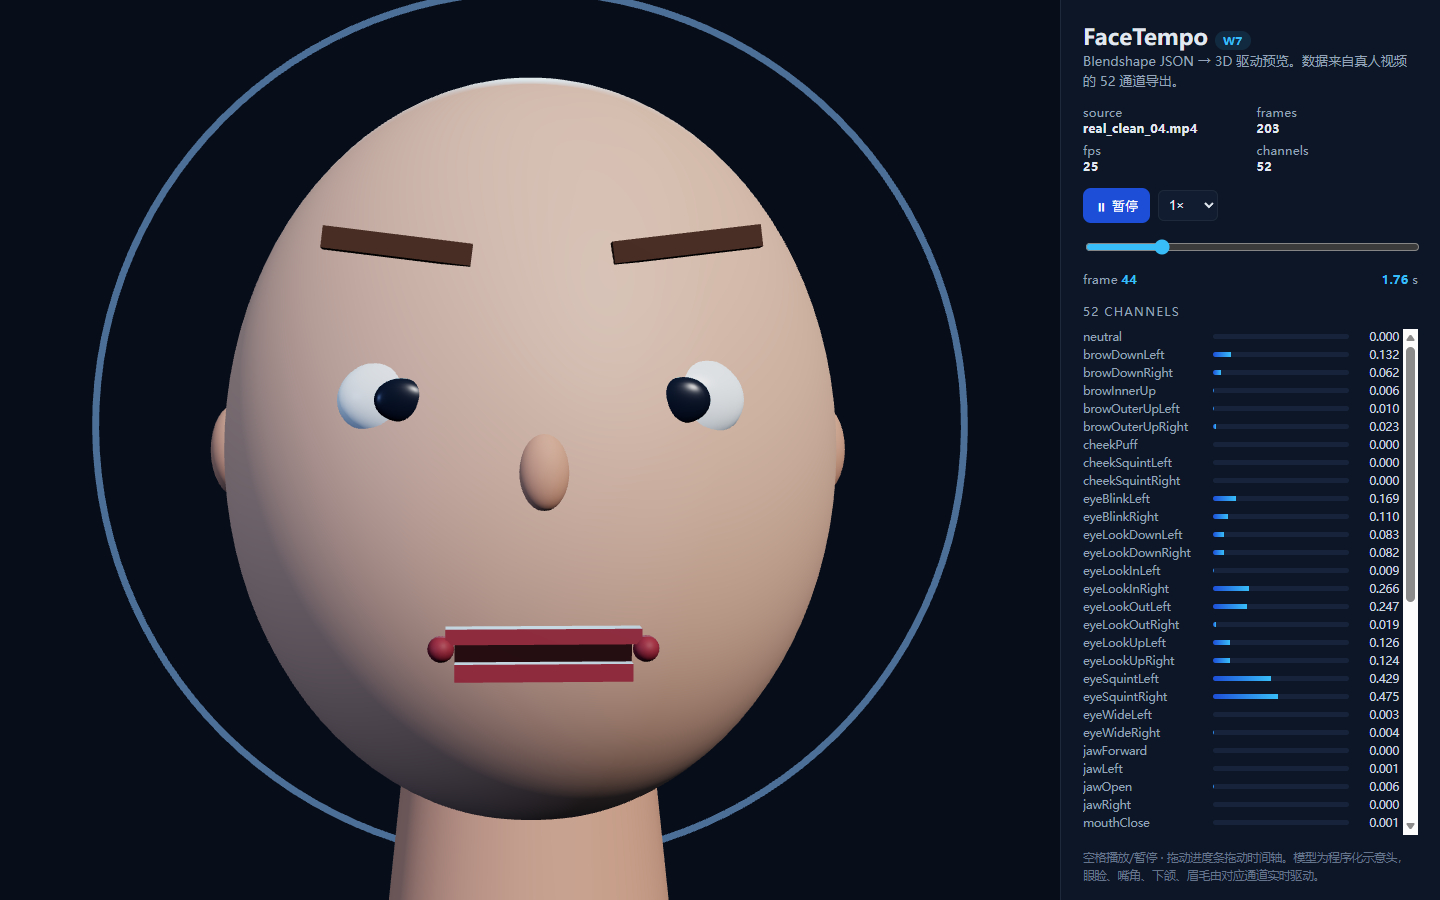 FaceTempo W7
Blendshape JSON → 3D 驱动预览。数据来自真人视频
的 52 通道导出。
source frames
real_clean_04.mp4 203
fps channels
25 52
⏸ 暂停 1×
frame 44 1.76 s
52 CHANNELS
neutral 0.000
browDownLeft 0.132
browDownRight 0.062
browInnerUp 0.006
browOuterUpLeft 0.010
browOuterUpRight 0.023
cheekPuff 0.000
cheekSquintLeft 0.000
cheekSquintRight 0.000
eyeBlinkLeft 0.169
eyeBlinkRight 0.110
eyeLookDownLeft 0.083
eyeLookDownRight 0.082
eyeLookInLeft 0.009
eyeLookInRight 0.266
eyeLookOutLeft 0.247
eyeLookOutRight 0.019
eyeLookUpLeft 0.126
eyeLookUpRight 0.124
eyeSquintLeft 0.429
eyeSquintRight 0.475
eyeWideLeft 0.003
eyeWideRight 0.004
jawForward 0.000
jawLeft 0.001
jawOpen 0.006
jawRight 0.000
mouthClose 0.001
空格播放/暂停 · 拖动进度条拖动时间轴。模型为程序化示意头，
眼睑、嘴角、下颌、眉毛由对应通道实时驱动。